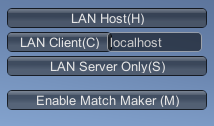 LAN Host(H)
LAN Client(C) localhost
LAN Server Only(S)
Enable Match Maker (M)